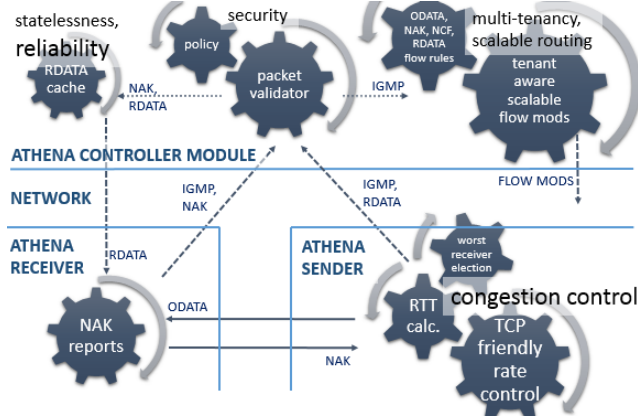 stateless­ness,
reliability
security
multi-tenancy,
scalable routing
RDATA
cache
policy
packet
validator
ODATA,
NAK, NCF,
RDATA
flow rules
tenant
aware
scalable
flow mods
NAK,
RDATA
IGMP
ATHENA CONTROLLER MODULE
NETWORK
IGMP,
NAK
IGMP,
RDATA
FLOW MODS
ATHENA
RECEIVER
RDATA
ATHENA
SENDER
worst
receiver
election
ODATA
NAK
reports
NAK
RTT
calc.
congestion control
TCP
friendly
rate
control